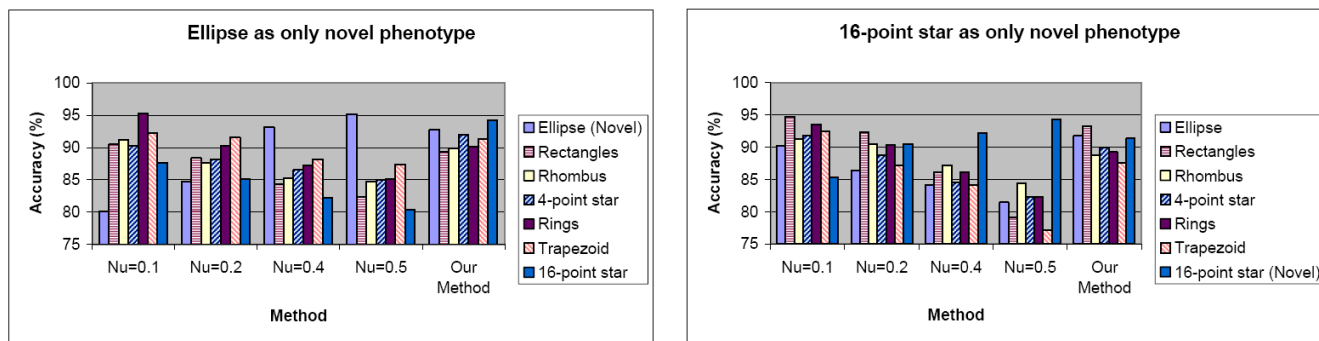 Ellipse as only novel phenotype
Accuracy (%)
100
95
90
85
80
75
Nu=0.1
Nu=0.2
Nu=0.4
Nu=0.5
Our
Method
Method
Ellipse (Novel)
Rectangles
Rhombus
4-point star
Rings
Trapezoid
16-point star
16-point star as only novel phenotype
Accuracy (%)
100
95
90
85
80
75
Nu=0.1
Nu=0.2
Nu=0.4
Nu=0.5
Our
Method
Method
Ellipse
Rectangles
Rhombus
4-point star
Rings
Trapezoid
16-point star (Novel)